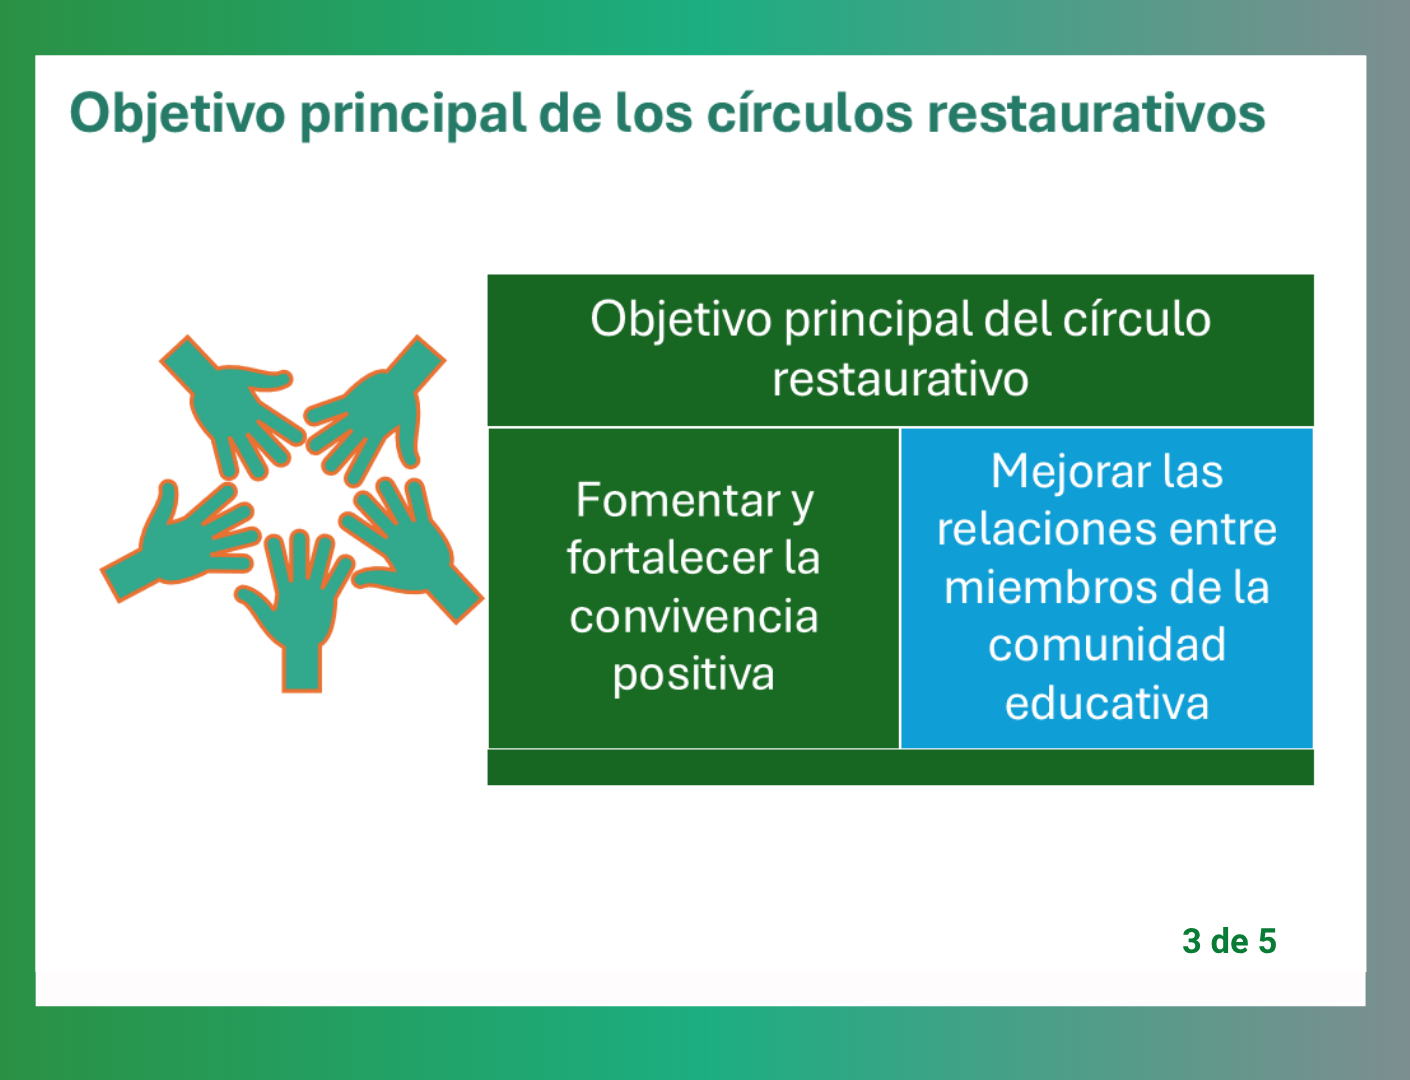 Objetivo principal de los círculos restaurativos
Objetivo principal del círculo
restaurativo
Fomentar y
fortalecer la
convivencia
positiva
Mejorar las
relaciones entre
miembros de la
comunidad
educativa
3 de 5